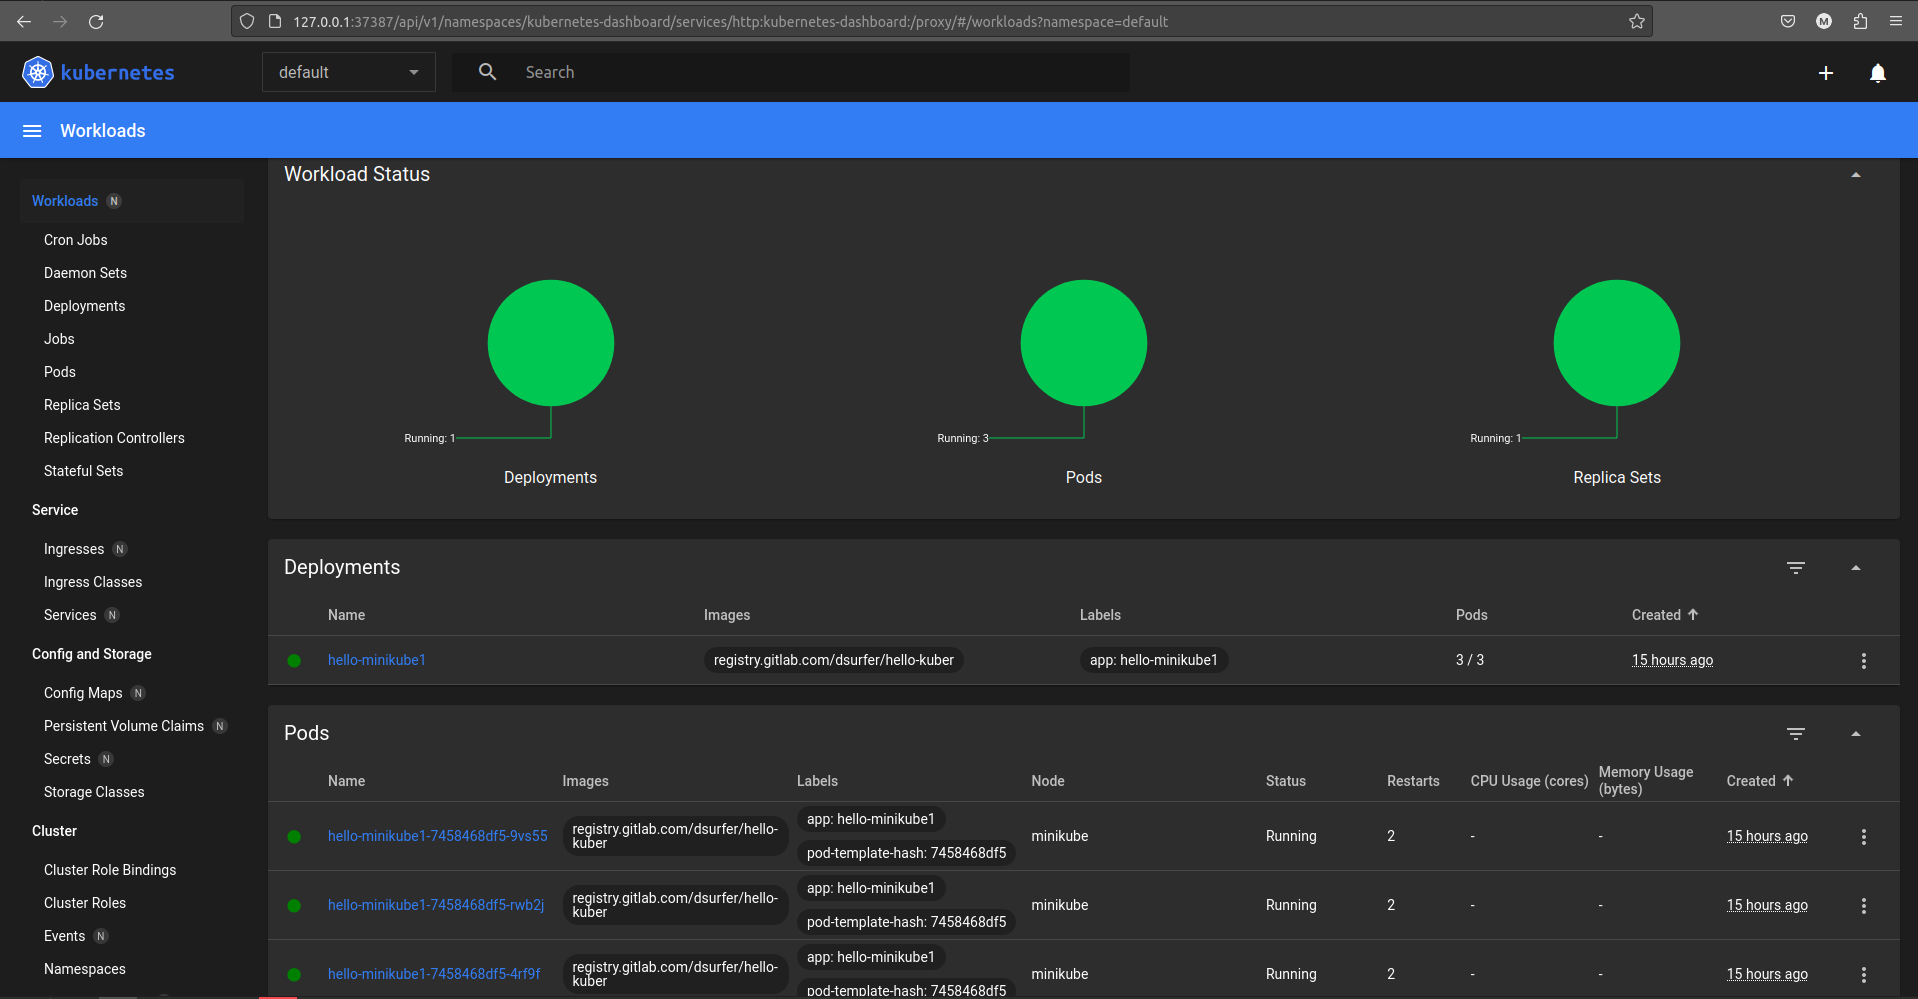 127.0.0.1:37387/api/v1/namespaces/kubernetes-dashboard/services/http:kubernetes-dashboard:/proxy/#/workloads?namespace=default
M
kubernetes
default
Search
Workloads
Workloads N
Cron Jobs
Daemon Sets
Deployments
Jobs
Pods
Replica Sets
Replication Controllers
Stateful Sets
Service
Ingresses N
Ingress Classes
Services N
Config and Storage
Config Maps N
Persistent Volume Claims N
Secrets N
Storage Classes
Cluster
Cluster Role Bindings
Cluster Roles
Events N
Namespaces
Workload Status
Running: 1
Deployments
Running: 3
Pods
Running: 1
Replica Sets
Deployments
Name Images Labels Pods Created
hello-minikube1 registry.gitlab.com/dsurfer/hello-kuber app: hello-minikube1 3 / 3 15 hours ago
Pods
Name Images Labels Node Status Restarts CPU Usage (cores) Memory Usage
(bytes) Created
hello-minikube1-7458468df5-9vs55 registry.gitlab.com/dsurfer/hello-
kuber
app: hello-minikube1
pod-template-hash: 7458468df5
minikube Running 2 - - 15 hours ago
hello-minikube1-7458468df5-rwb2j registry.gitlab.com/dsurfer/hello-
kuber
app: hello-minikube1
pod-template-hash: 7458468df5
minikube Running 2 - - 15 hours ago
hello-minikube1-7458468df5-4rf9f registry.gitlab.com/dsurfer/hello-
kuber
app: hello-minikube1
pod-template-hash: 7458468df5
minikube Running 2 - - 15 hours ago